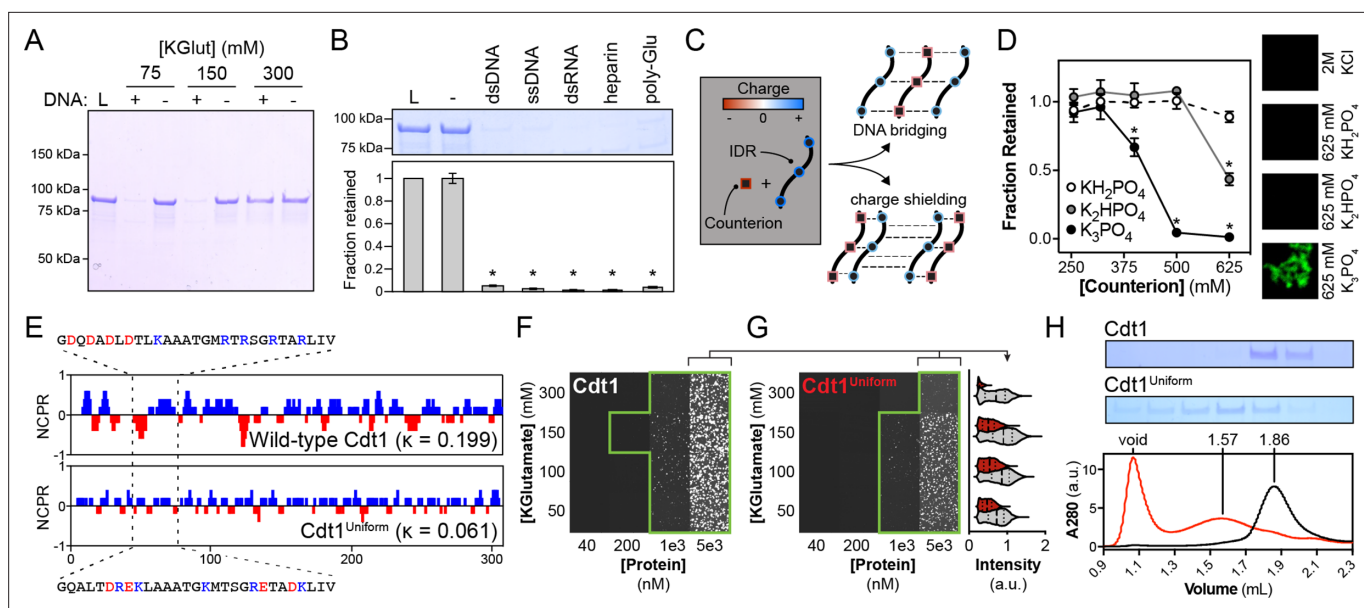 A
[KGlut] (mM)
75 150 300
DNA: L + - + - + -
150 kDa
100 kDa
75 kDa
50 kDa
B
L - dsDNA ssDNA dsRNA heparin poly-Glu
100 kDa
75 kDa
Fraction retained
1
0.8
0.6
0.4
0.2
0
* * * * *
C
Charge
- 0 +
IDR
+
Counterion
DNA bridging
charge shielding
D
Fraction Retained
1.0
0.5
0.0
KH2PO4
K2HPO4
K3PO4
* * * * *
250 375 500 625
[Counterion] (mM)
2M KCl
625 mM KH2PO4
625 mM K2HPO4
625 mM K3PO4
E
GDQDADLDTLKAAATGMRTRSGRTARLIV
NCPR
1
0
-1
Wild-type Cdt1 (κ = 0.199)
NCPR
1
0
-1
Cdt1Uniform (κ = 0.061)
0 100 200 300
GQALTDREKLAAATGKMTSGRETADKLIV
F
Cdt1
[KGlutamate] (mM)
300
150
100
50
40 200 1e3 5e3
[Protein]
(nM)
G
Cdt1Uniform
[KGlutamate] (mM)
300
150
100
50
40 200 1e3 5e3
[Protein]
(nM)
0 1 2
Intensity
(a.u.)
H
Cdt1
Cdt1Uniform
void 1.57 1.86
A280 (a.u.)
10
5
0
0.9 1.1 1.3 1.5 1.7 1.9 2.1 2.3
Volume (mL)